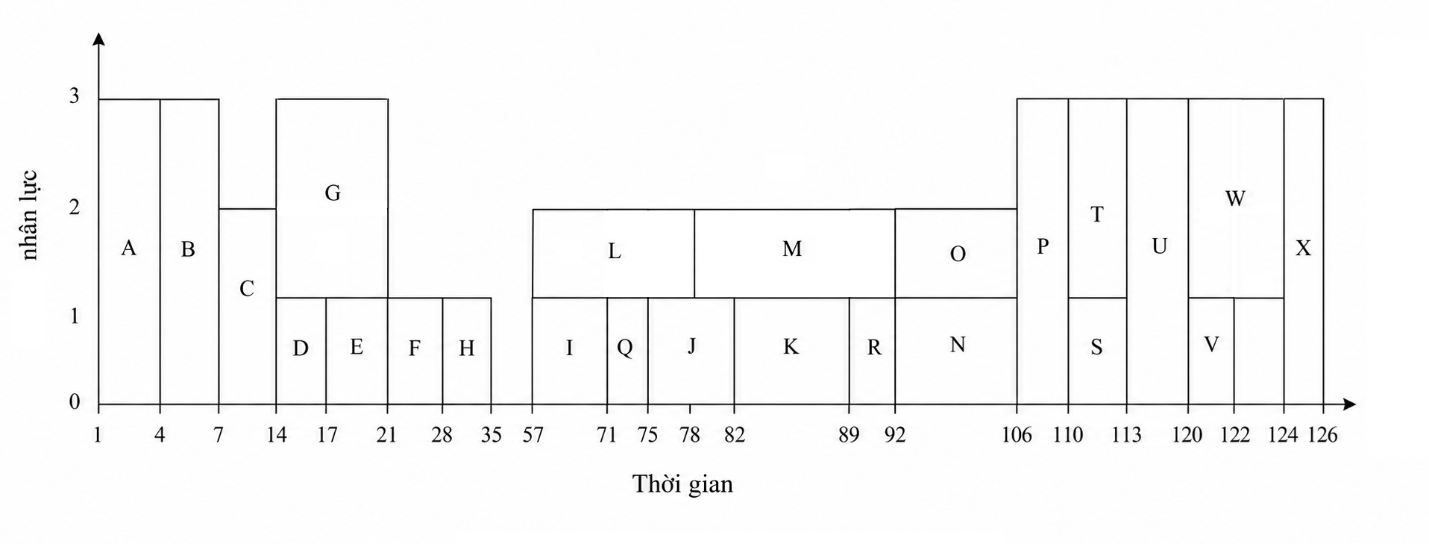 nhân lực
3
2
1
0
A B C G D E F H L M O I Q J K R N P T S U W V X
1 4 7 14 17 21 28 35 57 71 75 78 82 89 92 106 110 113 120 122 124 126
Thời gian